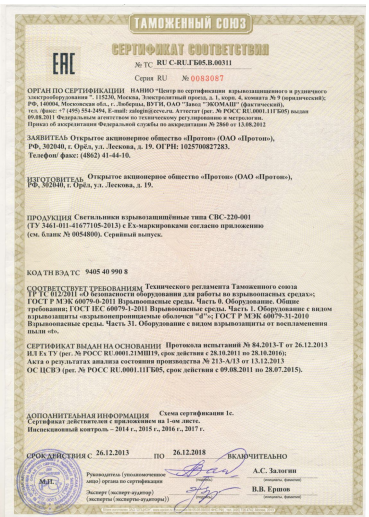 ТАМОЖЕННЫЙ СОЮЗ
СЕРТИФИКАТ СООТВЕТСТВИЯ
ЕАС
№ ТС RU C-RU.ГБ05.В.00311
Серия RU № 0083087
ОРГАН ПО СЕРТИФИКАЦИИ НАНИО "Центр по сертификации взрывозащищенного и рудничного
электрооборудования". 115230, Москва, Электролитный проезд, д. 1, корп. 4, комната № 9 (юридический);
РФ, 140004, Московская обл., г. Люберцы, ВУГИ, ОАО "Завод "ЭКОМАШ" (фактический),
тел. /факс: +7 (495) 554-2494, E-mail: zalogin@ccve.ru. Аттестат (рег. № РОСС RU.0001.11ГБ05) выдан
09.08.2011 Федеральным агентством по техническому регулированию и метрологии.
Приказ об аккредитации Федеральной службы по аккредитации № 2860 от 13.08.2012
ЗАЯВИТЕЛЬ Открытое акционерное общество «Протон» (ОАО «Протон»),
РФ, 302040, г. Орёл, ул. Лескова, д. 19. ОГРН: 1025700827283.
Телефон/ факс: (4862) 41-44-10.
ИЗГОТОВИТЕЛЬ Открытое акционерное общество «Протон» (ОАО «Протон»),
РФ, 302040, г. Орёл, ул. Лескова, д. 19.
ПРОДУКЦИЯ Светильники взрывозащищённые типа СВС-220-001
(ТУ 3461-011-41677105-2013) с Ex-маркировками согласно приложению
(см. бланк № 0054800). Серийный выпуск.
КОД ТН ВЭД ТС 9405 40 990 8
СООТВЕТСТВУЕТ ТРЕБОВАНИЯМ Технического регламента Таможенного союза
ТР ТС 012/2011 «О безопасности оборудования для работы во взрывоопасных средах»;
ГОСТ Р МЭК 60079-0-2011 Взрывоопасные среды. Часть 0. Оборудование. Общие
требования; ГОСТ IEC 60079-1-2011 Взрывоопасные среды. Часть 1. Оборудование с видом
взрывозащиты «взрывонепроницаемые оболочки "d"»; ГОСТ Р МЭК 60079-31-2010
Взрывоопасные среды. Часть 31. Оборудование с видом взрывозащиты от воспламенения
пыли «t».
СЕРТИФИКАТ ВЫДАН НА ОСНОВАНИИ Протокола испытаний № 84.2013-Т от 26.12.2013
ИЛ Ex ТУ (рег. № РОСС RU.0001.21МШ19, срок действия с 28.10.2011 по 28.10.2016);
Акта о результатах анализа состояния производства № 213-А/13 от 13.12.2013
ОС ЦСВЭ (рег. № РОСС RU.0001.11ГБ05, срок действия с 09.08.2011 по 28.07.2015).
ДОПОЛНИТЕЛЬНАЯ ИНФОРМАЦИЯ Схема сертификации 1с.
Сертификат действителен с приложением на 1-ом листе.
Инспекционный контроль – 2014 г., 2015 г., 2016 г., 2017 г.
СРОК ДЕЙСТВИЯ С 26.12.2013 ПО 26.12.2018 ВКЛЮЧИТЕЛЬНО
Руководитель (уполномоченное
лицо) органа по сертификации
А.С. Залогин
Эксперт (эксперт-аудитор)
(эксперты (эксперты-аудиторы))
В.В. Ершов